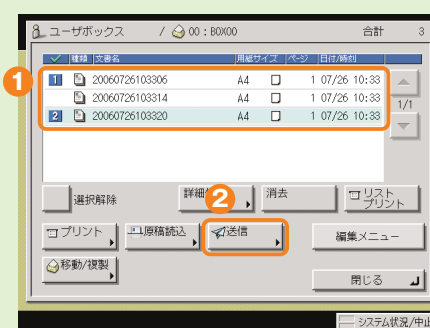 ユーザボックス / 00 : BOX00 合計 3
種類 文書名 用紙サイズ ページ 日付/時刻
1
1 20060726103306 A4 1 07/26 10:33
20060726103314 A4 1 07/26 10:33
2 20060726103320 A4 1 07/26 10:33
1/1
選択解除 詳細 2 消去 リスト
プリント
プリント 原稿読込 送信 編集メニュー
移動/複製 閉じる
システム状況/中止